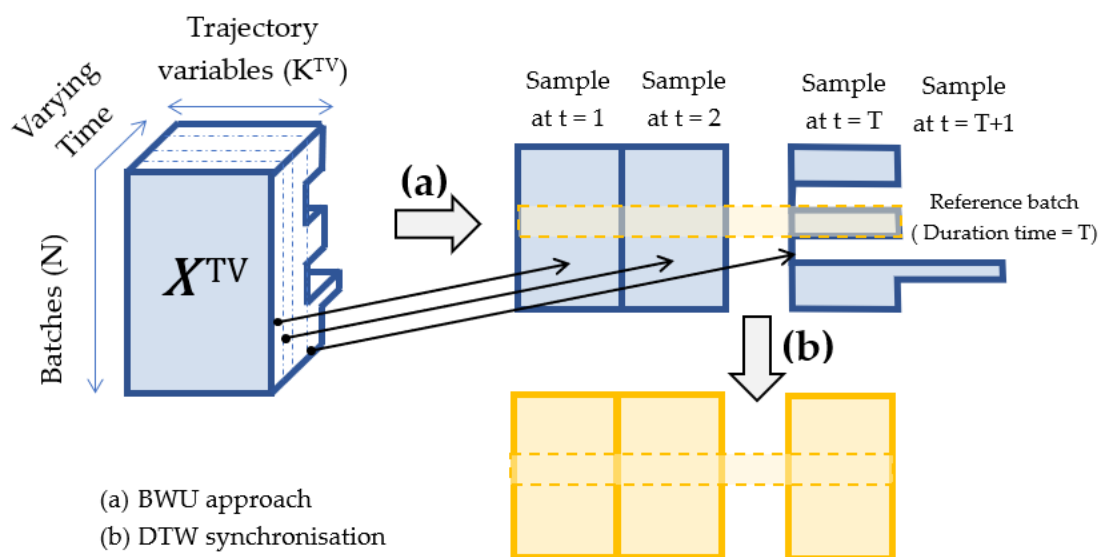 Trajectory
variables (K^TV)
Varying
Time
Batches (N)
X^TV
(a)
Sample
at t = 1
Sample
at t = 2
Sample
at t = T
Sample
at t = T+1
Reference batch
( Duration time = T)
(b)
(a) BWU approach
(b) DTW synchronisation